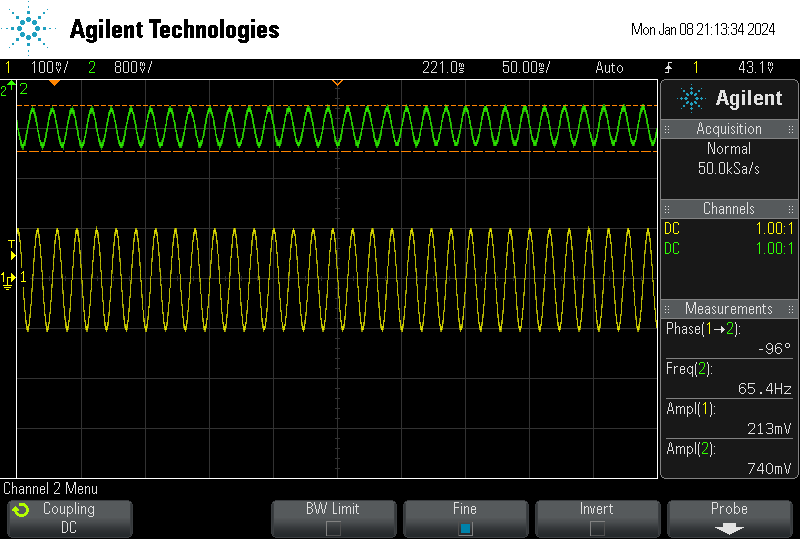 Agilent Technologies
Mon Jan 08 21:13:34 2024
1 100mV/ 2 800mV/ 221.0ms 50.00ms/ Auto 1 43.1mV
2 2
T
1 1
Agilent
Acquisition
Normal
50.0kSa/s
Channels
DC 1.00:1
DC 1.00:1
Measurements
Phase(1→2):
-96°
Freq(2):
65.4Hz
Ampl(1):
213mV
Ampl(2):
740mV
Channel 2 Menu
Coupling
DC
BW Limit
Fine
Invert
Probe